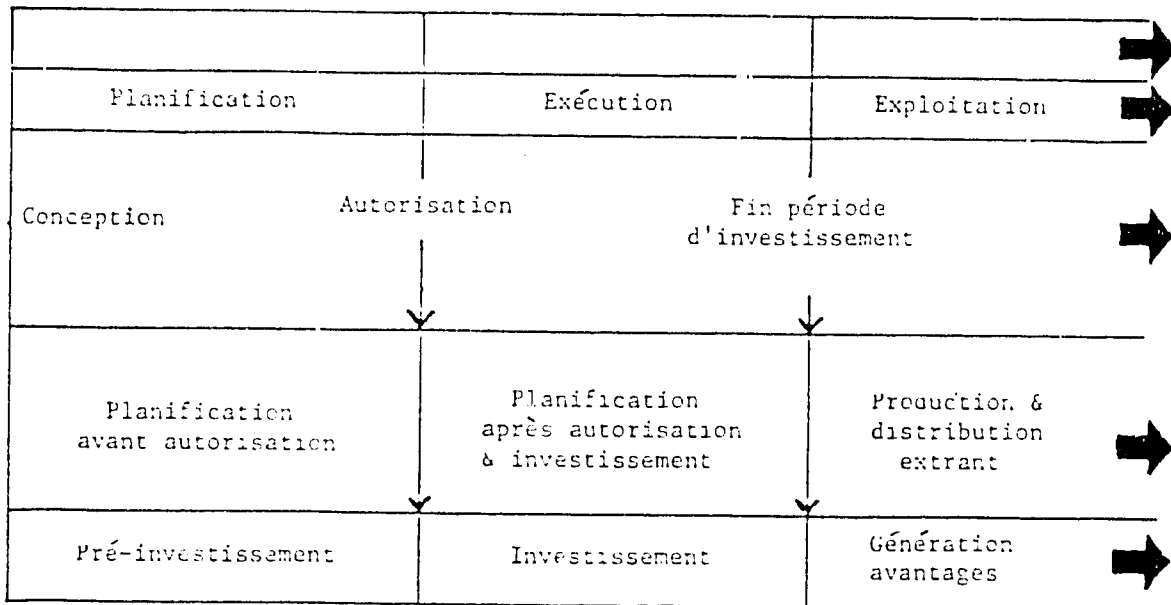 Planification
Exécution
Exploitation
Conception
Autorisation
Fin période
d'investissement
Planification
avant autorisation
Planification
après autorisation
& investissement
Production &
distribution
extrant
Pré-investissement
Investissement
Génération
avantages